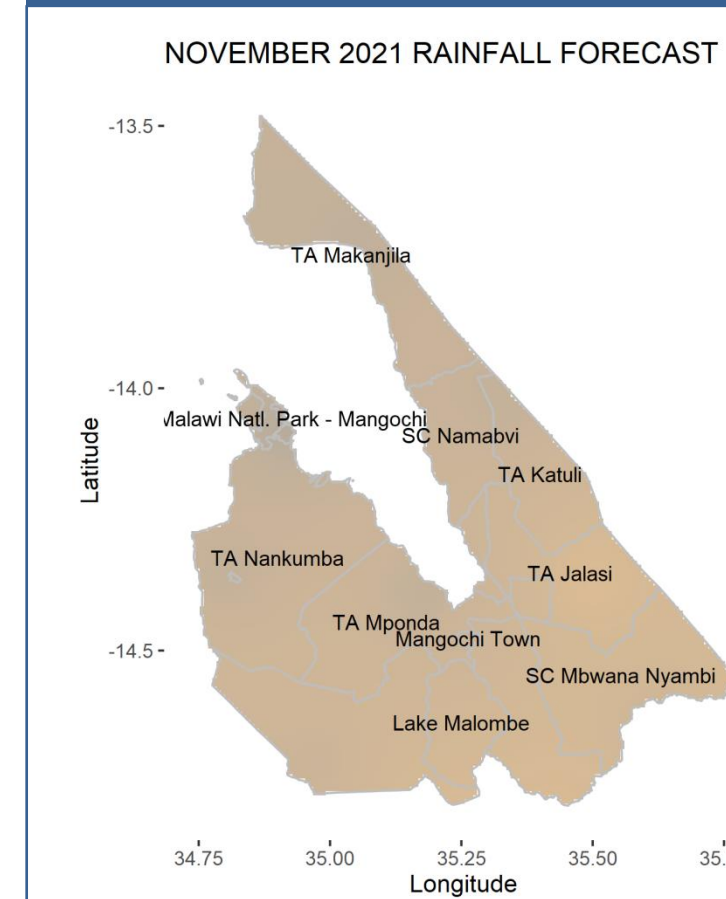 NOVEMBER 2021 RAINFALL FORECAST
-13.5
TA Makanjila
-14.0
Malawi Natl. Park - Mangochi
SC Namabvi
TA Katuli
Latitude
TA Nankumba
TA Jalasi
TA Mponda
Mangochi Town
-14.5
SC Mbwana Nyambi
Lake Malombe
34.75 35.00 35.25 35.50 35.
Longitude